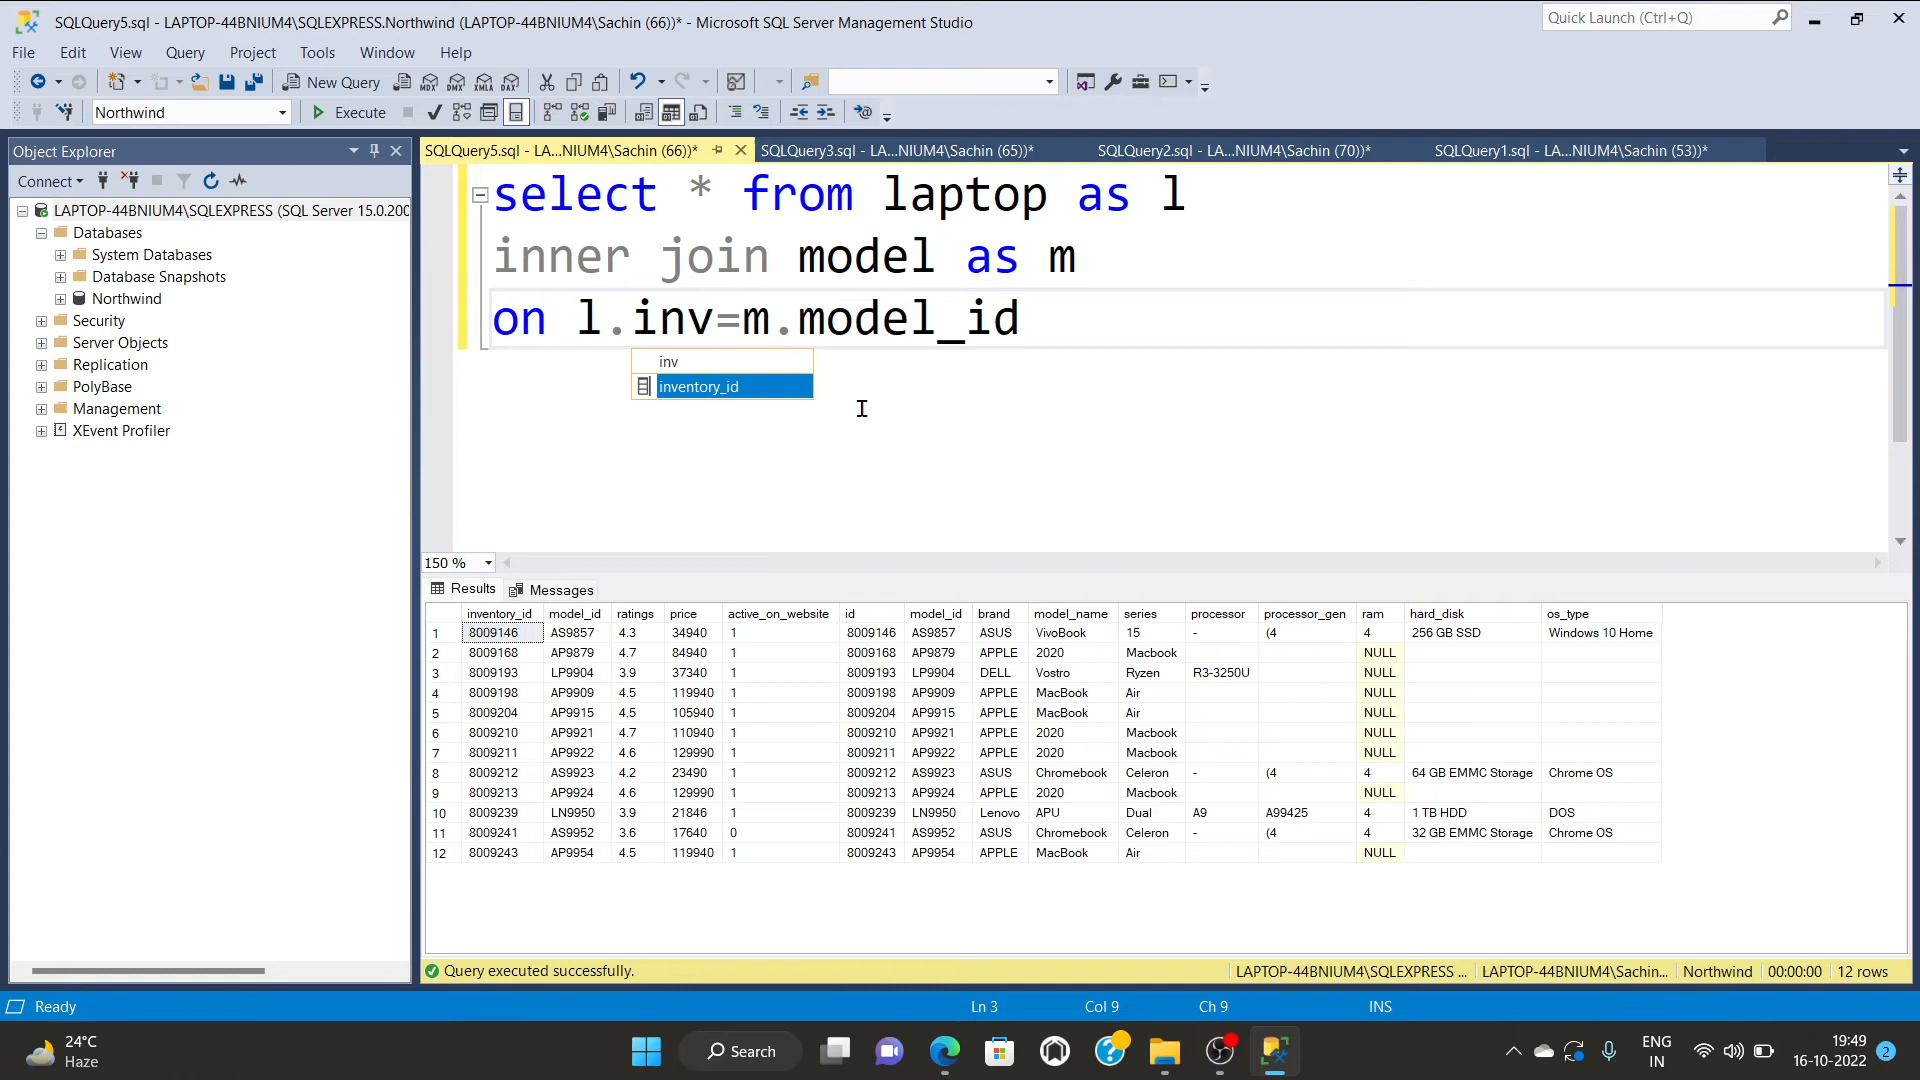 SQLQuery5.sql - LAPTOP-44BNIUM4\SQLEXPRESS.Northwind (LAPTOP-44BNIUM4\Sachin (66))* - Microsoft SQL Server Management Studio
Quick Launch (Ctrl+Q)
File Edit View Query Project Tools Window Help
New Query
MDX DMX XMLA DAX
Northwind
Execute
Object Explorer
SQLQuery5.sql - LA...NIUM4\Sachin (66))*
SQLQuery3.sql - LA...NIUM4\Sachin (65))*
SQLQuery2.sql - LA...NIUM4\Sachin (70))*
SQLQuery1.sql - LA...NIUM4\Sachin (53))*
Connect
LAPTOP-44BNIUM4\SQLEXPRESS (SQL Server 15.0.200
Databases
System Databases
Database Snapshots
Northwind
Security
Server Objects
Replication
PolyBase
Management
XEvent Profiler
select * from laptop as l
inner join model as m
on l.inv=m.model_id
inv
inventory_id
150 %
Results Messages
inventory_id model_id ratings price active_on_website id model_id brand model_name series processor processor_gen ram hard_disk os_type
1 8009146 AS9857 4.3 34940 1 8009146 AS9857 ASUS VivoBook 15 - (4 4 256 GB SSD Windows 10 Home
2 8009168 AP9879 4.7 84940 1 8009168 AP9879 APPLE 2020 Macbook NULL
3 8009193 LP9904 3.9 37340 1 8009193 LP9904 DELL Vostro Ryzen R3-3250U NULL
4 8009198 AP9909 4.5 119940 1 8009198 AP9909 APPLE MacBook Air NULL
5 8009204 AP9915 4.5 105940 1 8009204 AP9915 APPLE MacBook Air NULL
6 8009210 AP9921 4.7 110940 1 8009210 AP9921 APPLE 2020 Macbook NULL
7 8009211 AP9922 4.6 129990 1 8009211 AP9922 APPLE 2020 Macbook NULL
8 8009212 AS9923 4.2 23490 1 8009212 AS9923 ASUS Chromebook Celeron - (4 4 64 GB EMMC Storage Chrome OS
9 8009213 AP9924 4.6 129990 1 8009213 AP9924 APPLE 2020 Macbook NULL
10 8009239 LN9950 3.9 21846 1 8009239 LN9950 Lenovo APU Dual A9 A99425 4 1 TB HDD DOS
11 8009241 AS9952 3.6 17640 0 8009241 AS9952 ASUS Chromebook Celeron - (4 4 32 GB EMMC Storage Chrome OS
12 8009243 AP9954 4.5 119940 1 8009243 AP9954 APPLE MacBook Air NULL
Query executed successfully.
LAPTOP-44BNIUM4\SQLEXPRESS ... LAPTOP-44BNIUM4\Sachin... Northwind 00:00:00 12 rows
Ready
Ln 3 Col 9 Ch 9 INS
24°C
Haze
Search
ENG
IN
19:49
16-10-2022
2